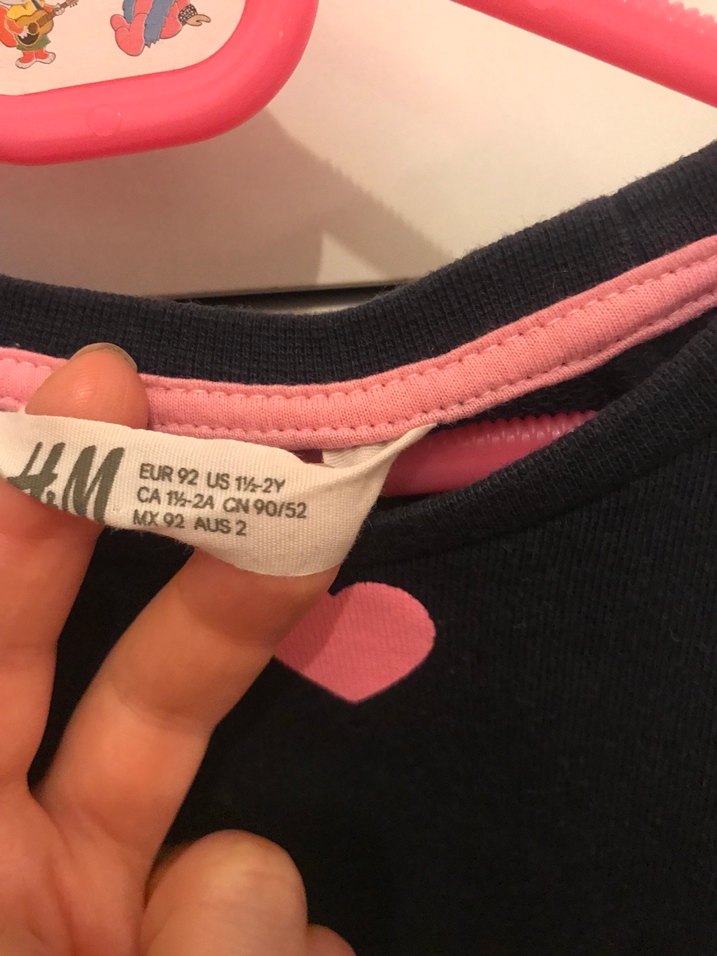 H&M
EUR 92 US 1½-2Y
CA 1½-2A CN 90/52
MX 92 AUS 2